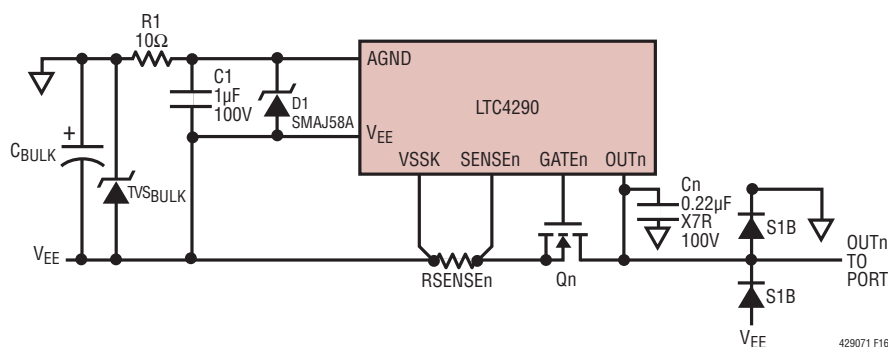 R1
10Ω
C1
1µF
100V
D1
SMAJ58A
+
CBULK
TVSBULK
VEE
AGND
LTC4290
VEE
VSSK
SENSEn
GATEn
OUTn
RSENSEn
Qn
Cn
0.22µF
X7R
100V
S1B
OUTn
TO
PORT
S1B
VEE
429071 F16